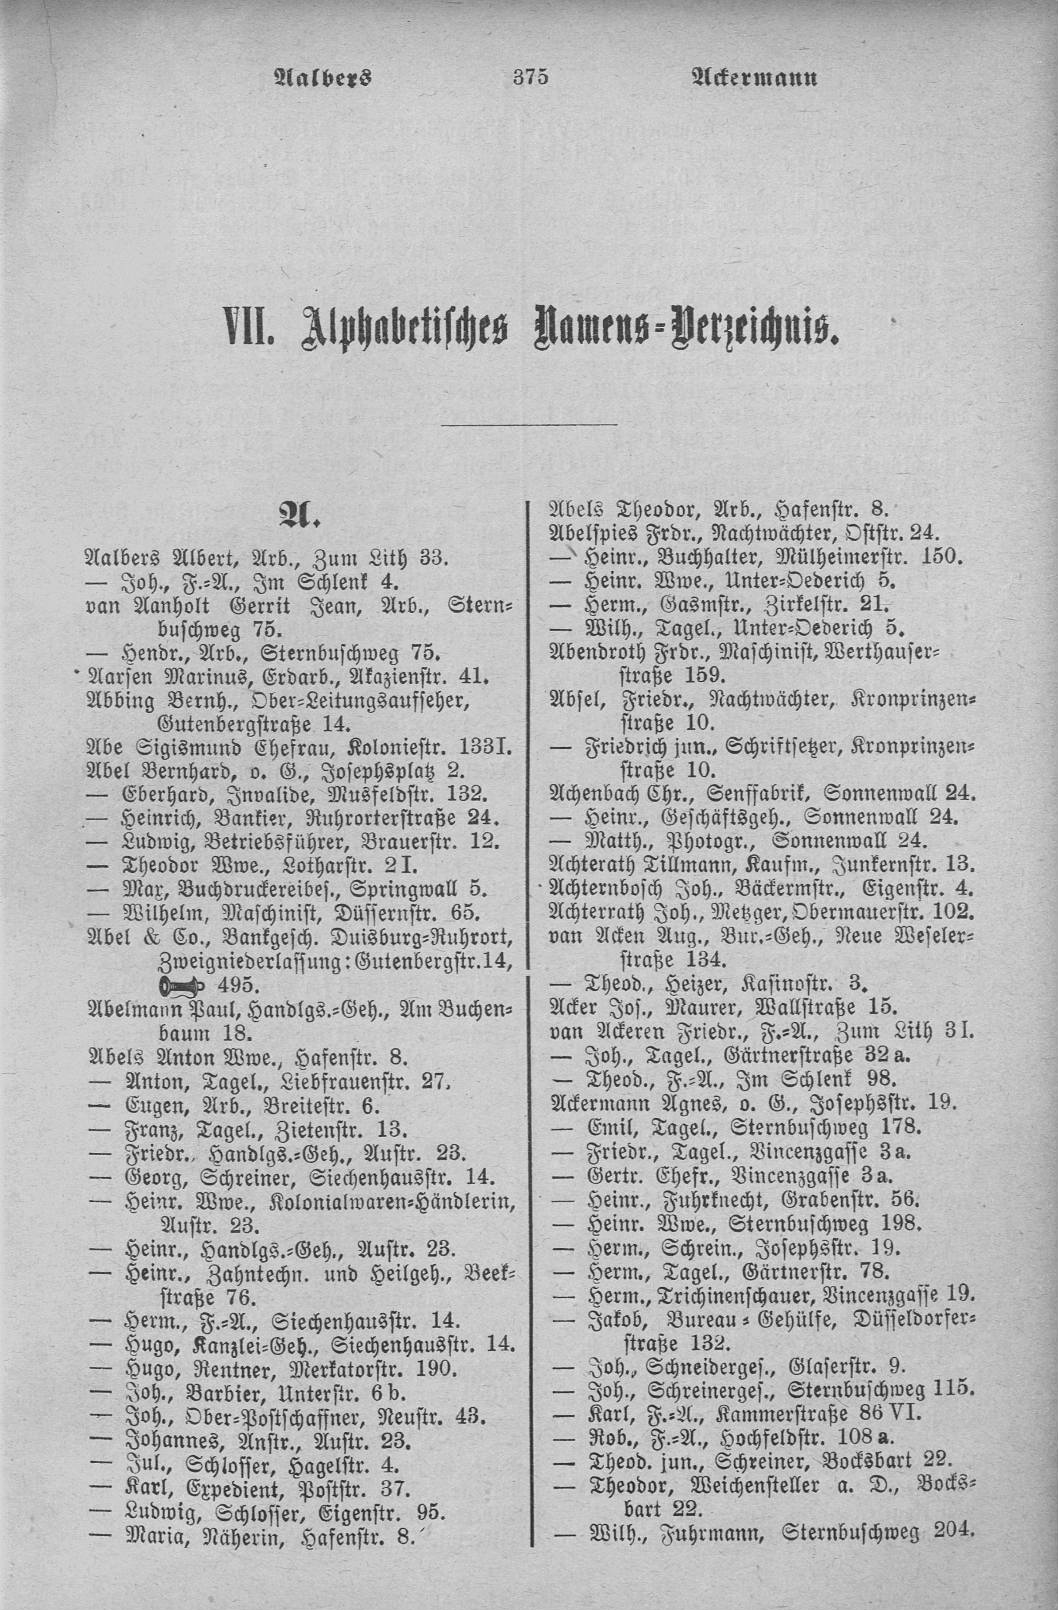 Aalbers 375 Ackermann
VII. Alphabetisches Namens-Verzeichnis.
A.
Aalbers Albert, Arb., Zum Lith 33.
— Joh., F.-A., Im Schlenk 4.
van Aanholt Gerrit Jean, Arb., Stern-
buschweg 75.
— Hendr., Arb., Sternbuschweg 75.
Aarsen Marinus, Erdarb., Akazienstr. 41.
Abbing Bernh., Ober-Leitungsaufseher,
Gutenbergstraße 14.
Abe Sigismund Ehefrau, Koloniestr. 133I.
Abel Bernhard, o. G., Josephsplatz 2.
— Eberhard, Invalide, Musfeldstr. 132.
— Heinrich, Bankier, Ruhrorterstraße 24.
— Ludwig, Betriebsführer, Brauerstr. 12.
— Theodor Wwe., Lotharstr. 2I.
— Max, Buchdruckereibes., Springwall 5.
— Wilhelm, Maschinist, Düssernstr. 65.
Abel & Co., Bankgesch. Duisburg-Ruhrort,
Zweigniederlassung: Gutenbergstr. 14,
495.
Abelmann Paul, Handlgs.-Geh., Am Buchen-
baum 18.
Abels Anton Wwe., Hafenstr. 8.
— Anton, Tagel., Liebfrauenstr. 27.
— Eugen, Arb., Breitestr. 6.
— Franz, Tagel., Zietenstr. 13.
— Friedr., Handlgs.-Geh., Austr. 23.
— Georg, Schreiner, Siechenhausstr. 14.
— Heinr. Wwe., Kolonialwaren-Händlerin,
Austr. 23.
— Heinr., Handlgs.-Geh., Austr. 23.
— Heinr., Zahntechn. und Heilgeh., Beek-
straße 76.
— Herm., F.-A., Siechenhausstr. 14.
— Hugo, Kanzlei-Geh., Siechenhausstr. 14.
— Hugo, Rentner, Merkatorstr. 190.
— Joh., Barbier, Unterstr. 6b.
— Joh., Ober-Postschaffner, Neustr. 43.
— Johannes, Anstr., Austr. 23.
— Jul., Schlosser, Hagelstr. 4.
— Karl, Expedient, Poststr. 37.
— Ludwig, Schlosser, Eigenstr. 95.
— Maria, Näherin, Hafenstr. 8.
Abels Theodor, Arb., Hafenstr. 8.
Abelspies Frdr., Nachtwächter, Oststr. 24.
— Heinr., Buchhalter, Mülheimerstr. 150.
— Heinr. Wwe., Unter-Oederich 5.
— Herm., Gasmstr., Zirkelstr. 21.
— Wilh., Tagel., Unter-Oederich 5.
Abendroth Frdr., Maschinist, Werthauser-
straße 159.
Absel, Friedr., Nachtwächter, Kronprinzen-
straße 10.
— Friedrich jun., Schriftsetzer, Kronprinzen-
straße 10.
Achenbach Chr., Senffabrik, Sonnenwall 24.
— Heinr., Geschäftsgeh., Sonnenwall 24.
— Matth., Photogr., Sonnenwall 24.
Achterath Tillmann, Kaufm., Junkernstr. 13.
Achternbosch Joh., Bäckermstr., Eigenstr. 4.
Achterrath Joh., Metzger, Obermauerstr. 102.
van Acken Aug., Bur.-Geh., Neue Weseler-
straße 134.
— Theod., Heizer, Kasinostr. 3.
Acker Jos., Maurer, Wallstraße 15.
van Ackeren Friedr., F.-A., Zum Lith 3I.
— Joh., Tagel., Gärtnerstraße 32a.
— Theod., F.-A., Im Schlenk 98.
Ackermann Agnes, o. G., Josephsstr. 19.
— Emil, Tagel., Sternbuschweg 178.
— Friedr., Tagel., Vincenzgasse 3a.
— Gertr. Ehefr., Vincenzgasse 3a.
— Heinr., Fuhrknecht, Grabenstr. 56.
— Heinr. Wwe., Sternbuschweg 198.
— Herm., Schrein., Josephsstr. 19.
— Herm., Tagel., Gärtnerstr. 78.
— Herm., Trichinenschauer, Vincenzgasse 19.
— Jakob, Bureau-Gehülfe, Düsseldorfer-
straße 132.
— Joh., Schneiderges., Glaserstr. 9.
— Joh., Schreinerges., Sternbuschweg 115.
— Karl, F.-A., Kammerstraße 86 VI.
— Rob., F.-A., Hochfeldstr. 108a.
— Theod. jun., Schreiner, Bocksbart 22.
— Theodor, Weichensteller a. D., Bocks-
bart 22.
— Wilh., Fuhrmann, Sternbuschweg 204.